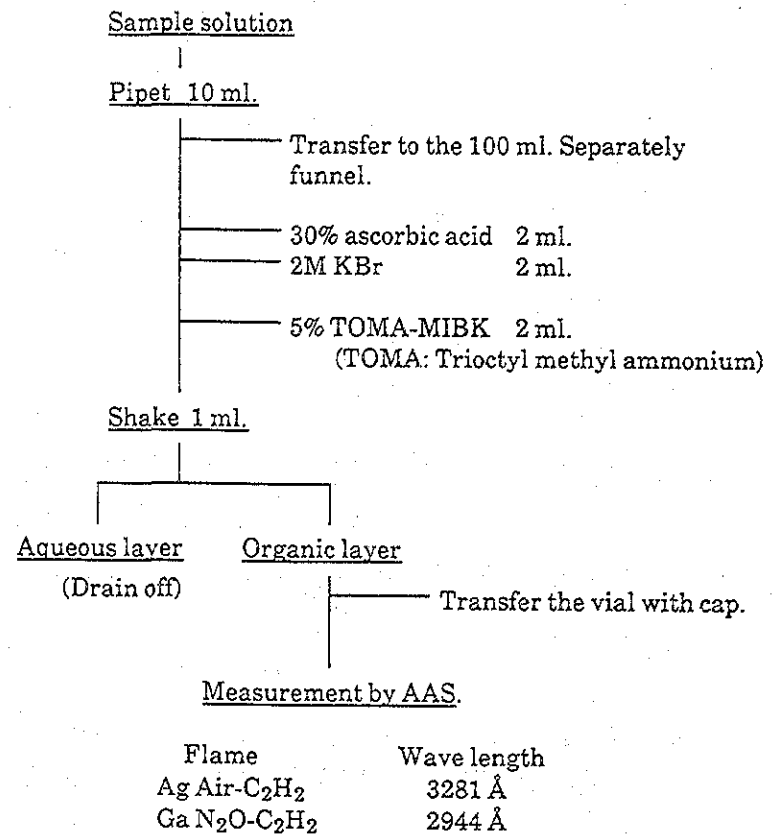 Sample solution
Pipet 10 ml.
Transfer to the 100 ml. Separately
funnel.
30% ascorbic acid 2 ml.
2M KBr 2 ml.
5% TOMA-MIBK 2 ml.
(TOMA: Trioctyl methyl ammonium)
Shake 1 ml.
Aqueous layer Organic layer
(Drain off)
Transfer the vial with cap.
Measurement by AAS.
Flame Wave length
Ag Air-C₂H₂ 3281 Å
Ga N₂O-C₂H₂ 2944 Å